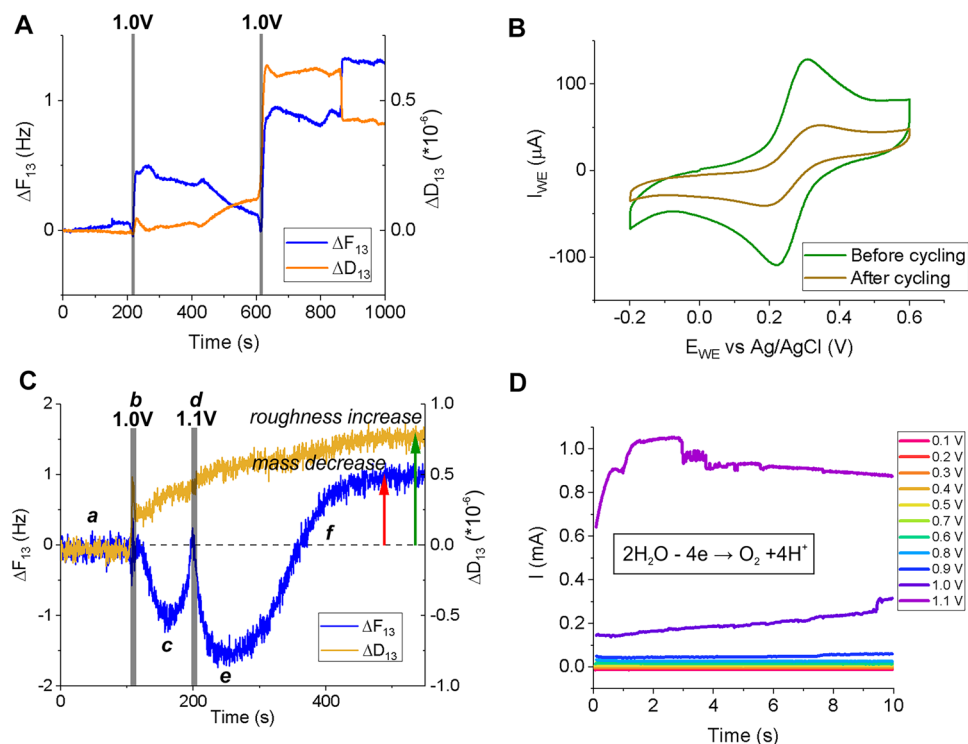 A
1.0V
1.0V
ΔF13 (Hz)
1
0
ΔD13 (*10-6)
0.5
0.0
ΔF13
ΔD13
0
200
400
600
800
1000
Time (s)
B
IWE (µA)
100
0
-100
Before cycling
After cycling
-0.2
0.0
0.2
0.4
0.6
EWE vs Ag/AgCl (V)
C
b
1.0V
d
1.1V
roughness increase
mass decrease
a
c
e
f
ΔF13 (Hz)
2
1
0
-1
-2
ΔD13 (*10-6)
1.0
0.5
0.0
-0.5
-1.0
ΔF13
ΔD13
0
200
400
Time (s)
D
I (mA)
1.0
0.8
0.6
0.4
0.2
0.0
2H2O - 4e → O2 +4H+
0.1 V
0.2 V
0.3 V
0.4 V
0.5 V
0.7 V
0.6 V
0.8 V
0.9 V
1.0 V
1.1 V
0
2
4
6
8
10
Time (s)